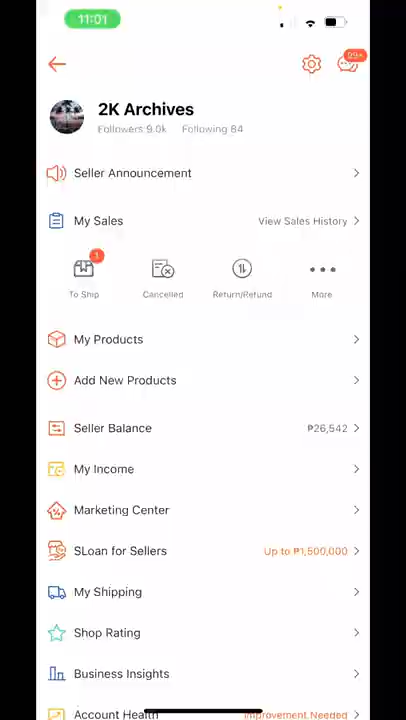 11:01
99+
2K Archives
Followers 9.0k Following 84
Seller Announcement
My Sales View Sales History
1
To Ship Cancelled Return/Refund More
My Products
Add New Products
Seller Balance ₱26,542
My Income
Marketing Center
SLoan for Sellers Up to ₱1,500,000
My Shipping
Shop Rating
Business Insights
Account Health Improvement Needed